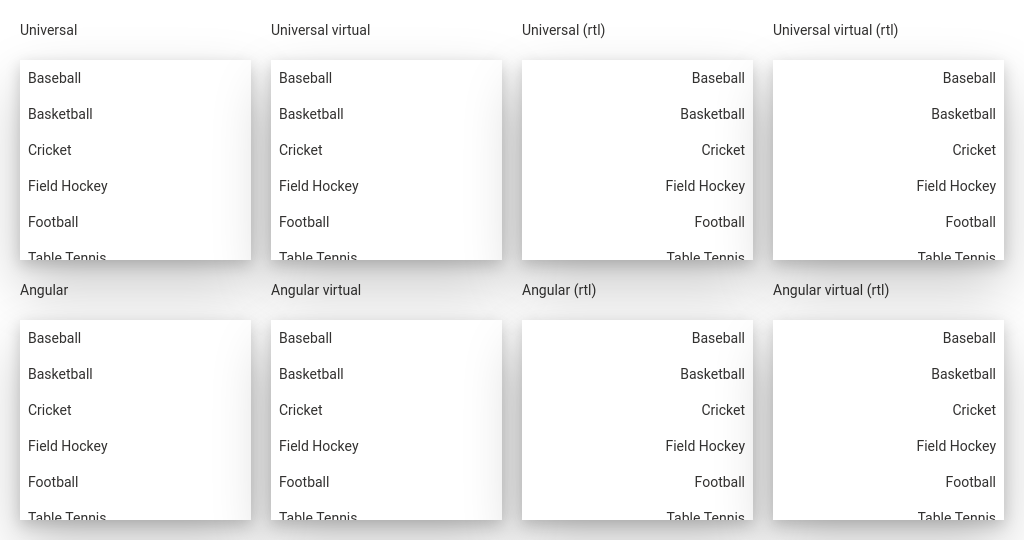 Universal
Baseball
Basketball
Cricket
Field Hockey
Football
Table Tennis
Universal virtual
Baseball
Basketball
Cricket
Field Hockey
Football
Table Tennis
Universal (rtl)
Baseball
Basketball
Cricket
Field Hockey
Football
Table Tennis
Universal virtual (rtl)
Baseball
Basketball
Cricket
Field Hockey
Football
Table Tennis
Angular
Baseball
Basketball
Cricket
Field Hockey
Football
Table Tennis
Angular virtual
Baseball
Basketball
Cricket
Field Hockey
Football
Table Tennis
Angular (rtl)
Baseball
Basketball
Cricket
Field Hockey
Football
Table Tennis
Angular virtual (rtl)
Baseball
Basketball
Cricket
Field Hockey
Football
Table Tennis